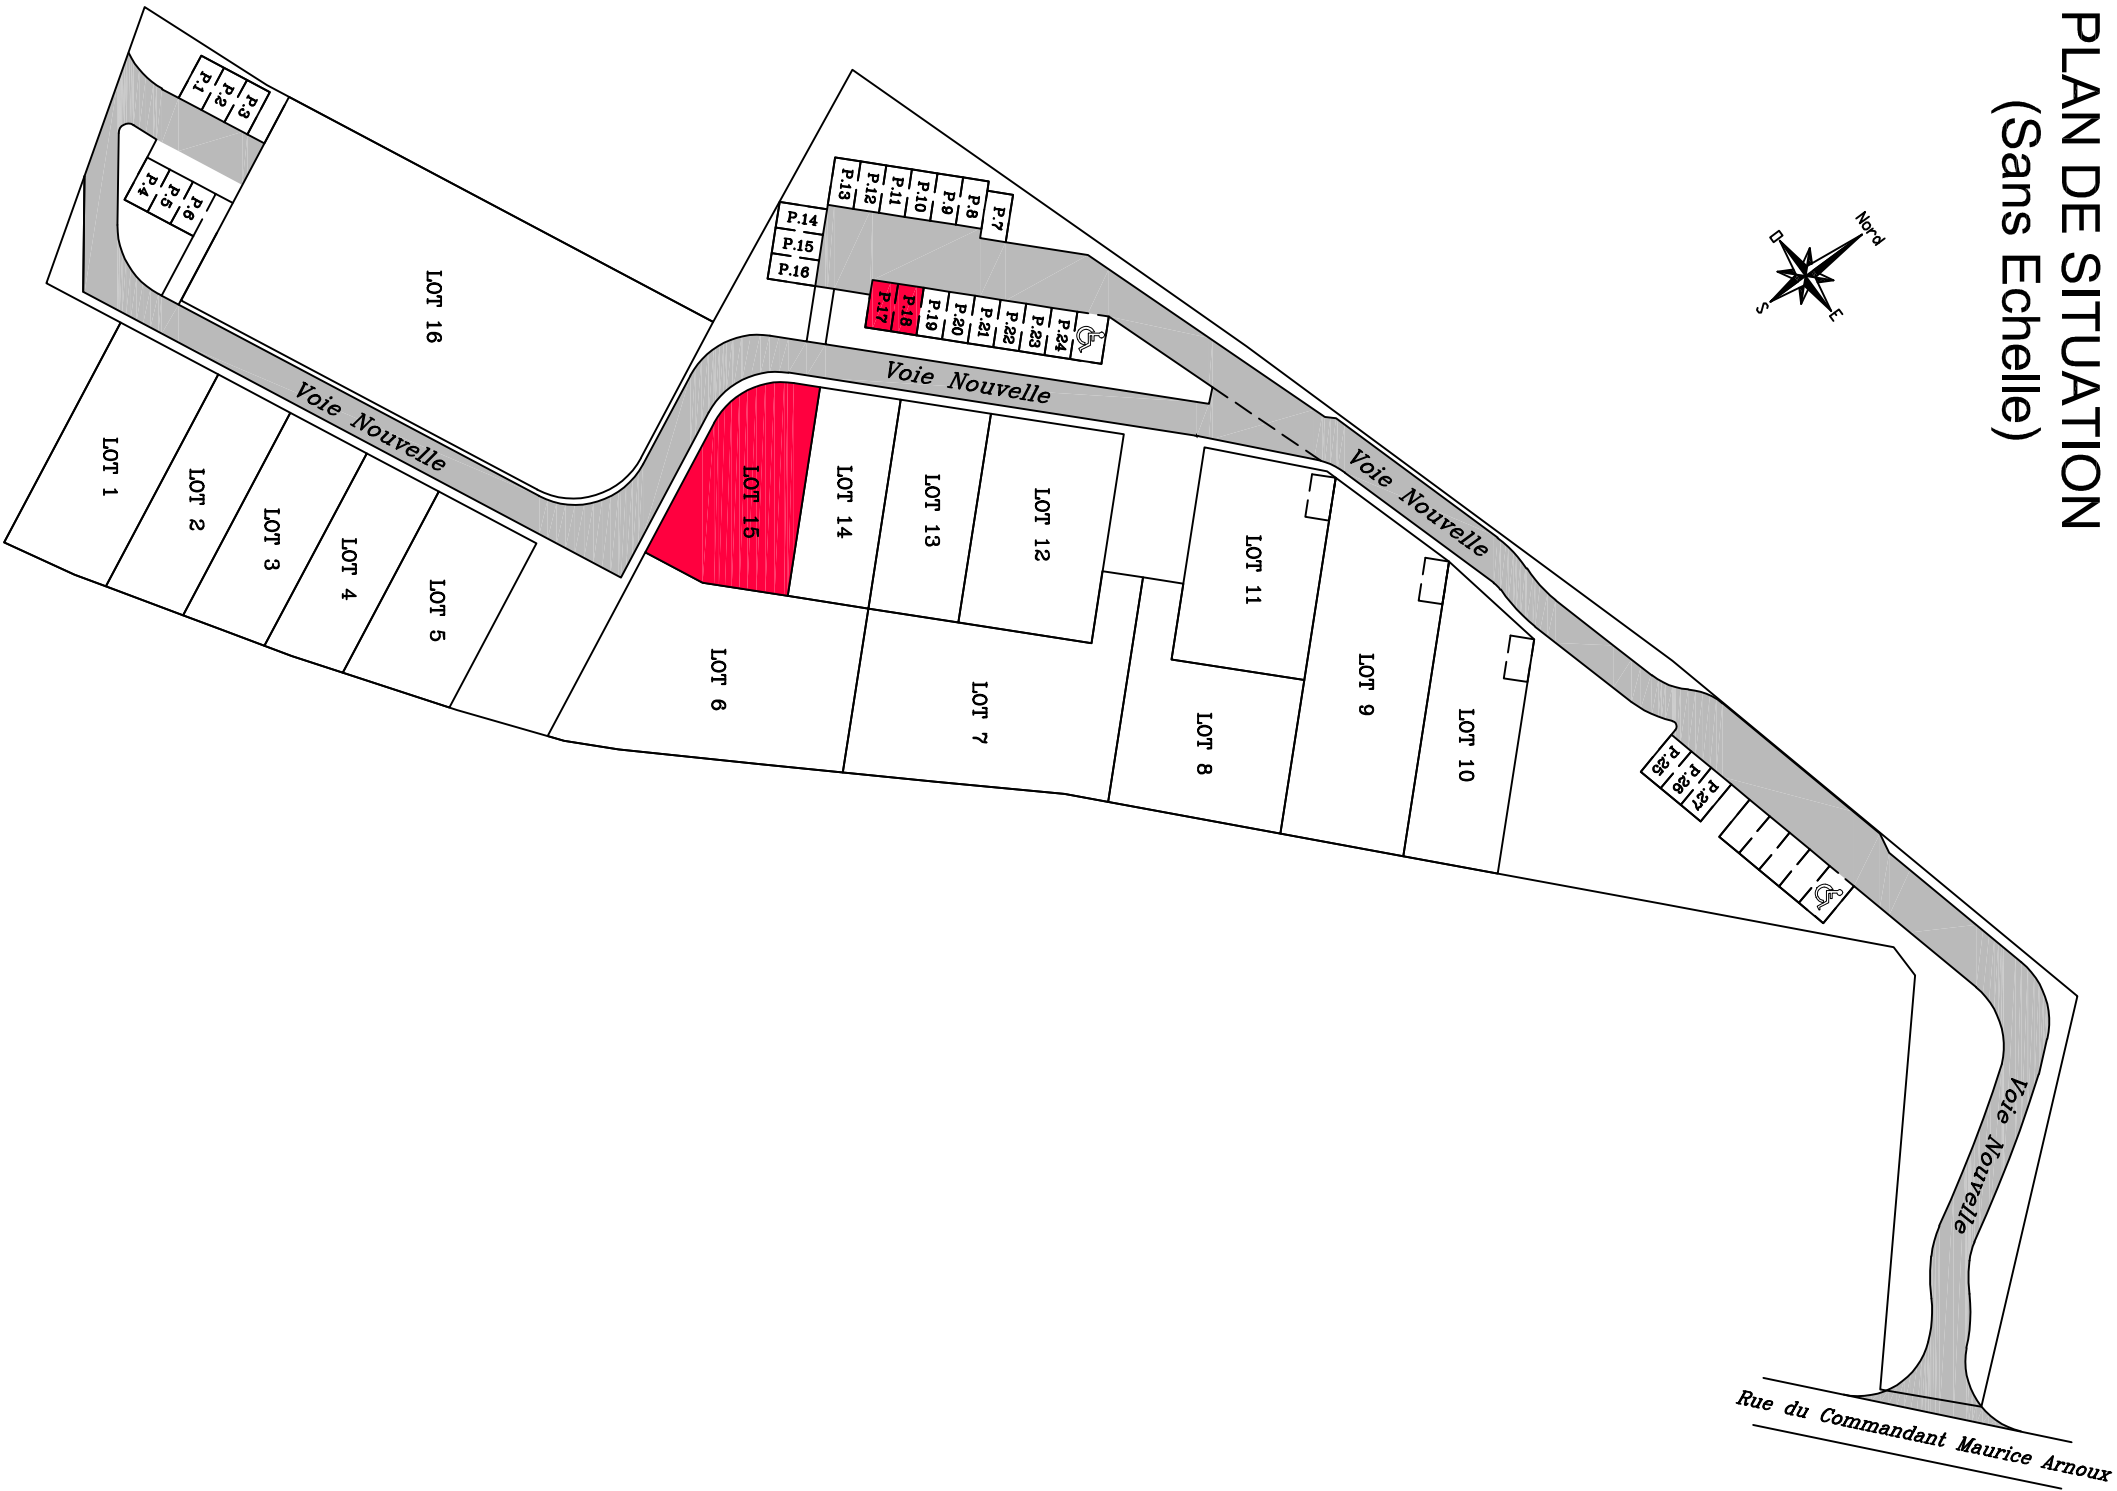 PLAN DE SITUATION
(Sans Echelle)
Nord
E
S
O
P.1
P.2
P.3
P.4
P.5
P.6
P.7
P.8
P.9
P.10
P.11
P.12
P.13
P.14
P.15
P.16
P.17
P.18
P.19
P.20
P.21
P.22
P.23
P.24
P.25
P.26
P.27
LOT 16
LOT 1
LOT 2
LOT 3
LOT 4
LOT 5
LOT 6
LOT 7
LOT 8
LOT 9
LOT 10
LOT 11
LOT 12
LOT 13
LOT 14
LOT 15
Voie Nouvelle
Voie Nouvelle
Voie Nouvelle
Voie Nouvelle
Rue du Commandant Maurice Arnoux